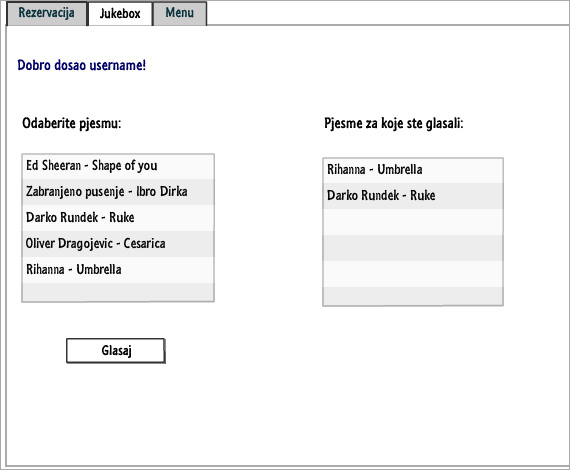 Rezervacija Jukebox Menu
Dobro dosao username!
Odaberite pjesmu:
Ed Sheeran - Shape of you
Zabranjeno pusenje - Ibro Dirka
Darko Rundek - Ruke
Oliver Dragojevic - Cesarica
Rihanna - Umbrella
Glasaj
Pjesme za koje ste glasali:
Rihanna - Umbrella
Darko Rundek - Ruke